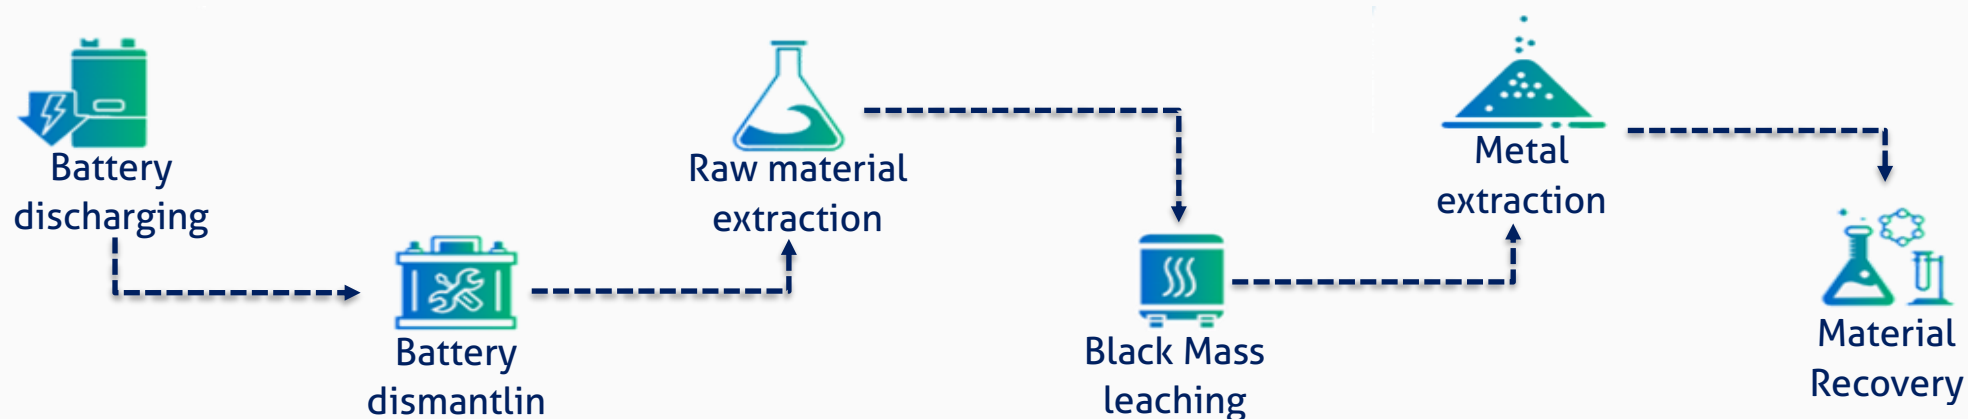 Battery
discharging
Battery
dismantlin
Raw material
extraction
Black Mass
leaching
Metal
extraction
Material
Recovery